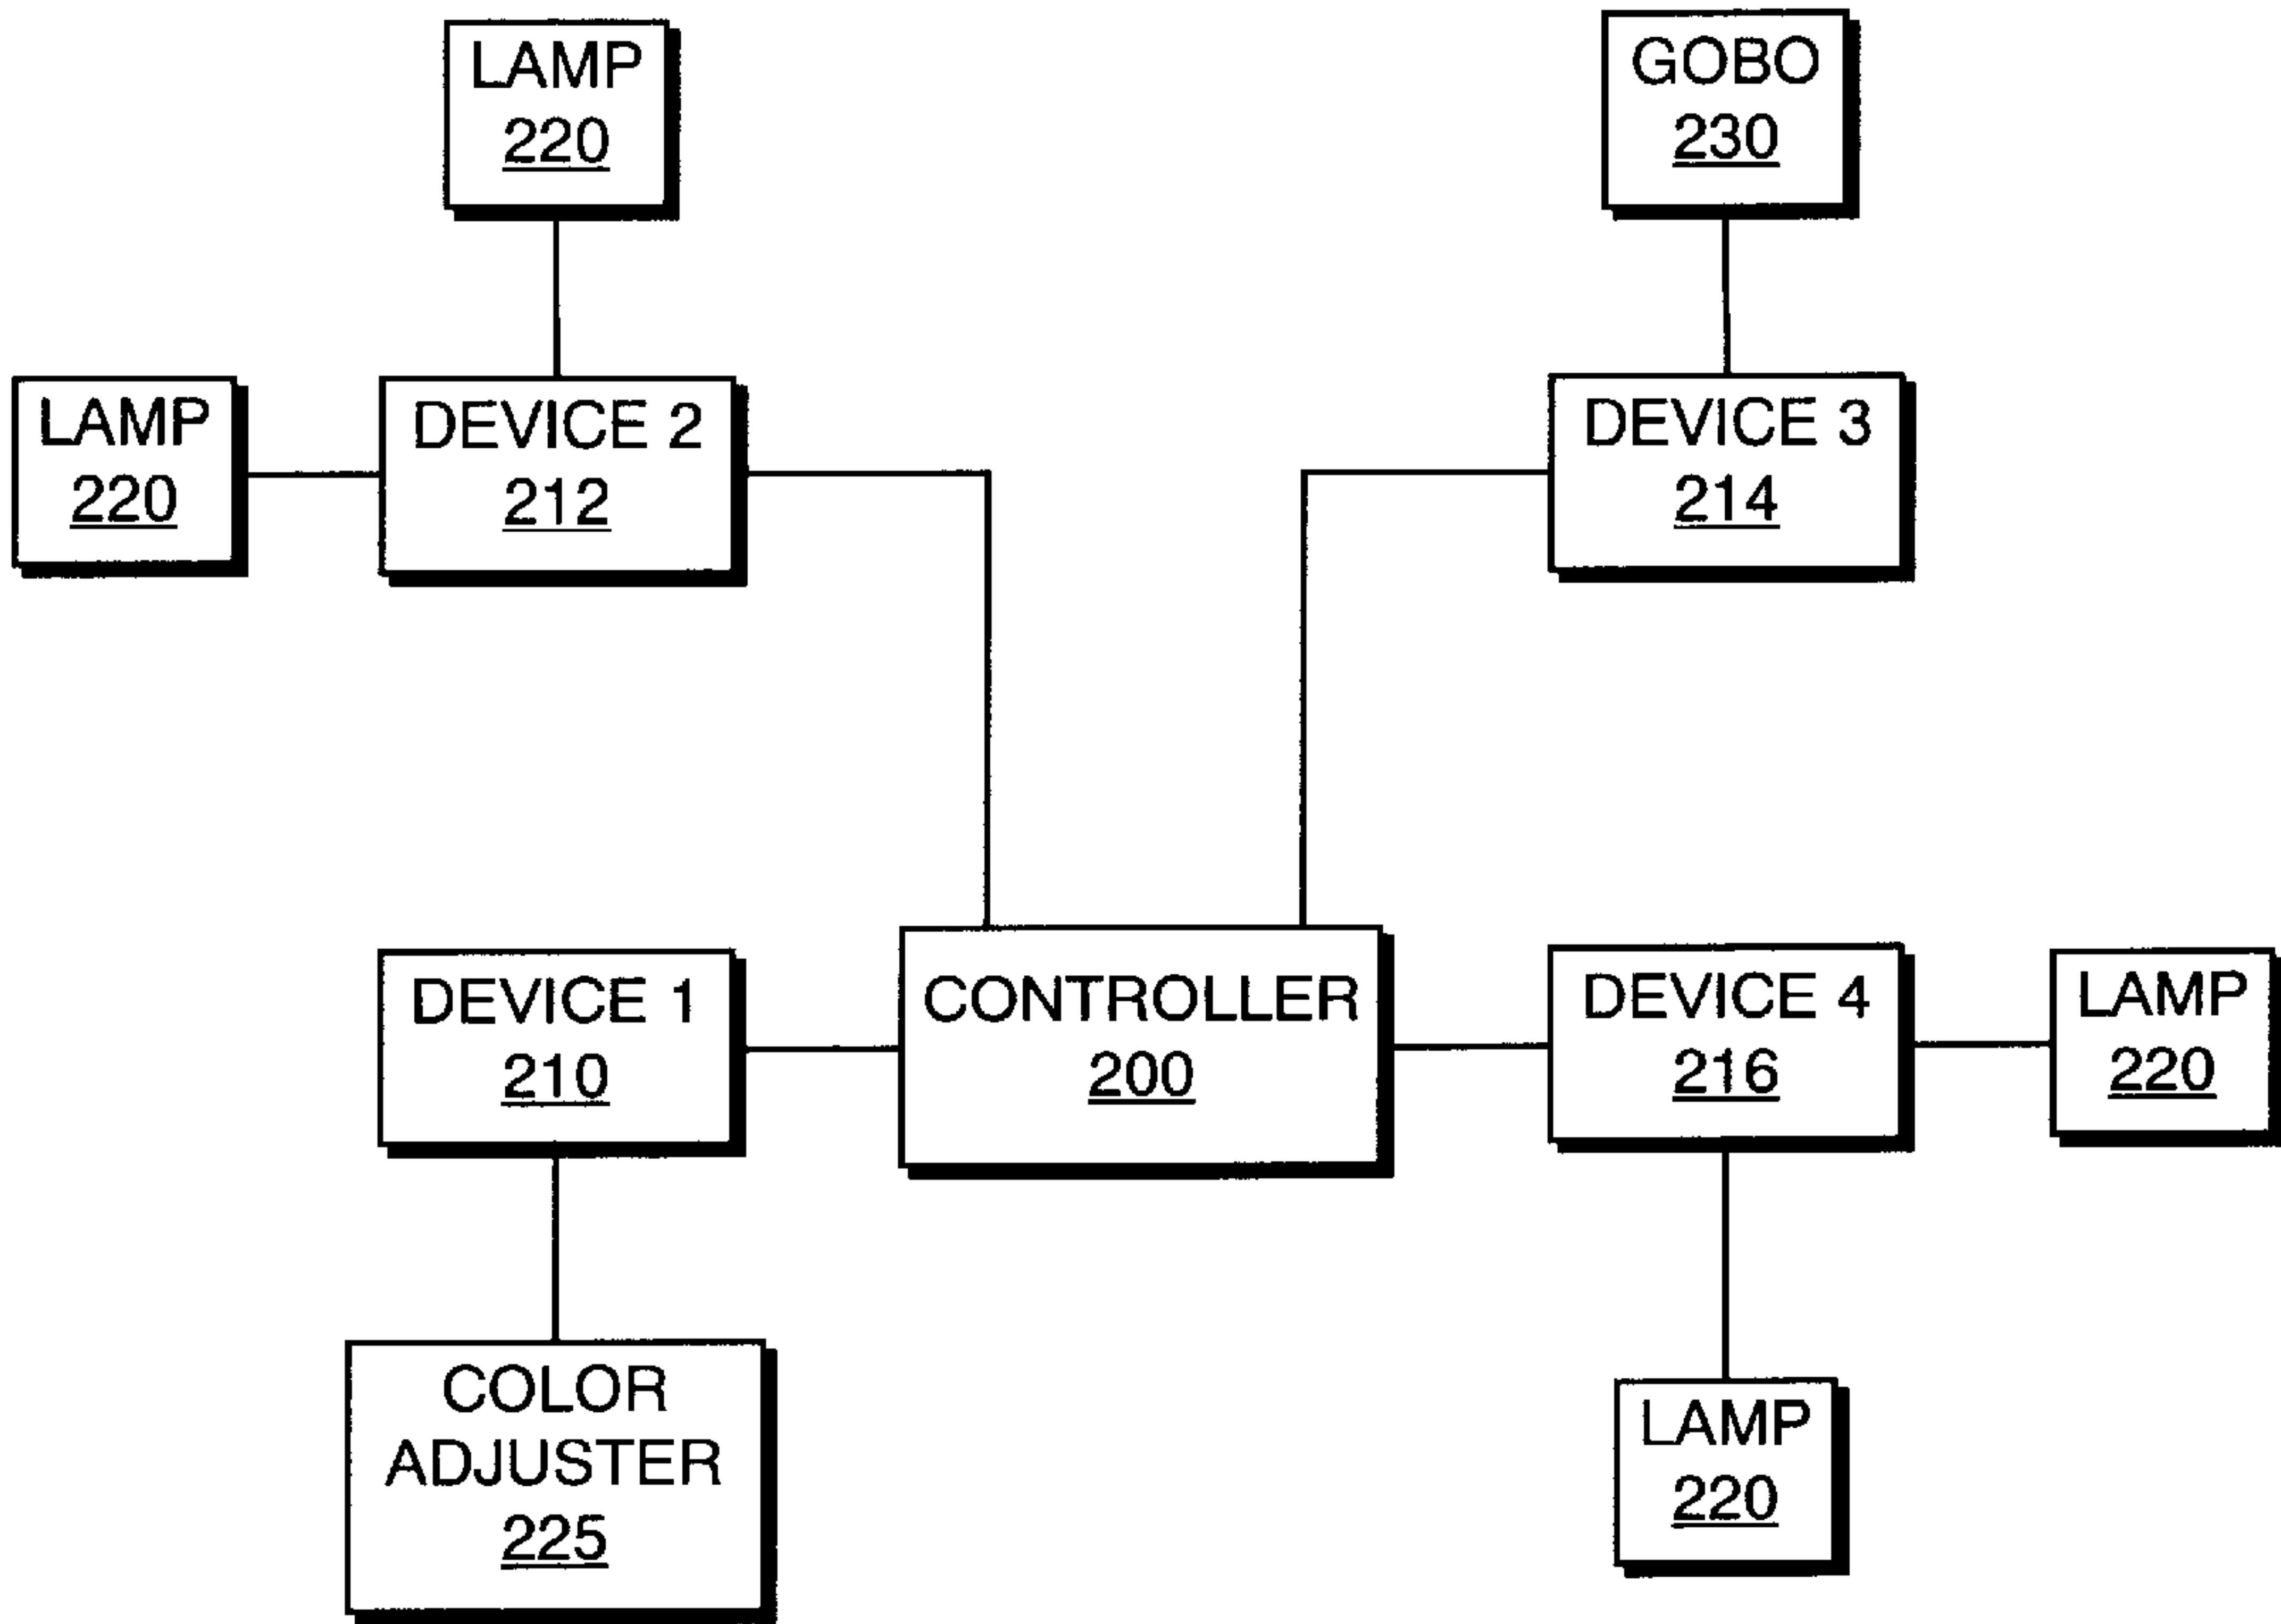 LAMP
220
GOBO
230
LAMP
220
DEVICE 2
212
DEVICE 3
214
DEVICE 1
210
CONTROLLER
200
DEVICE 4
216
LAMP
220
COLOR
ADJUSTER
225
LAMP
220